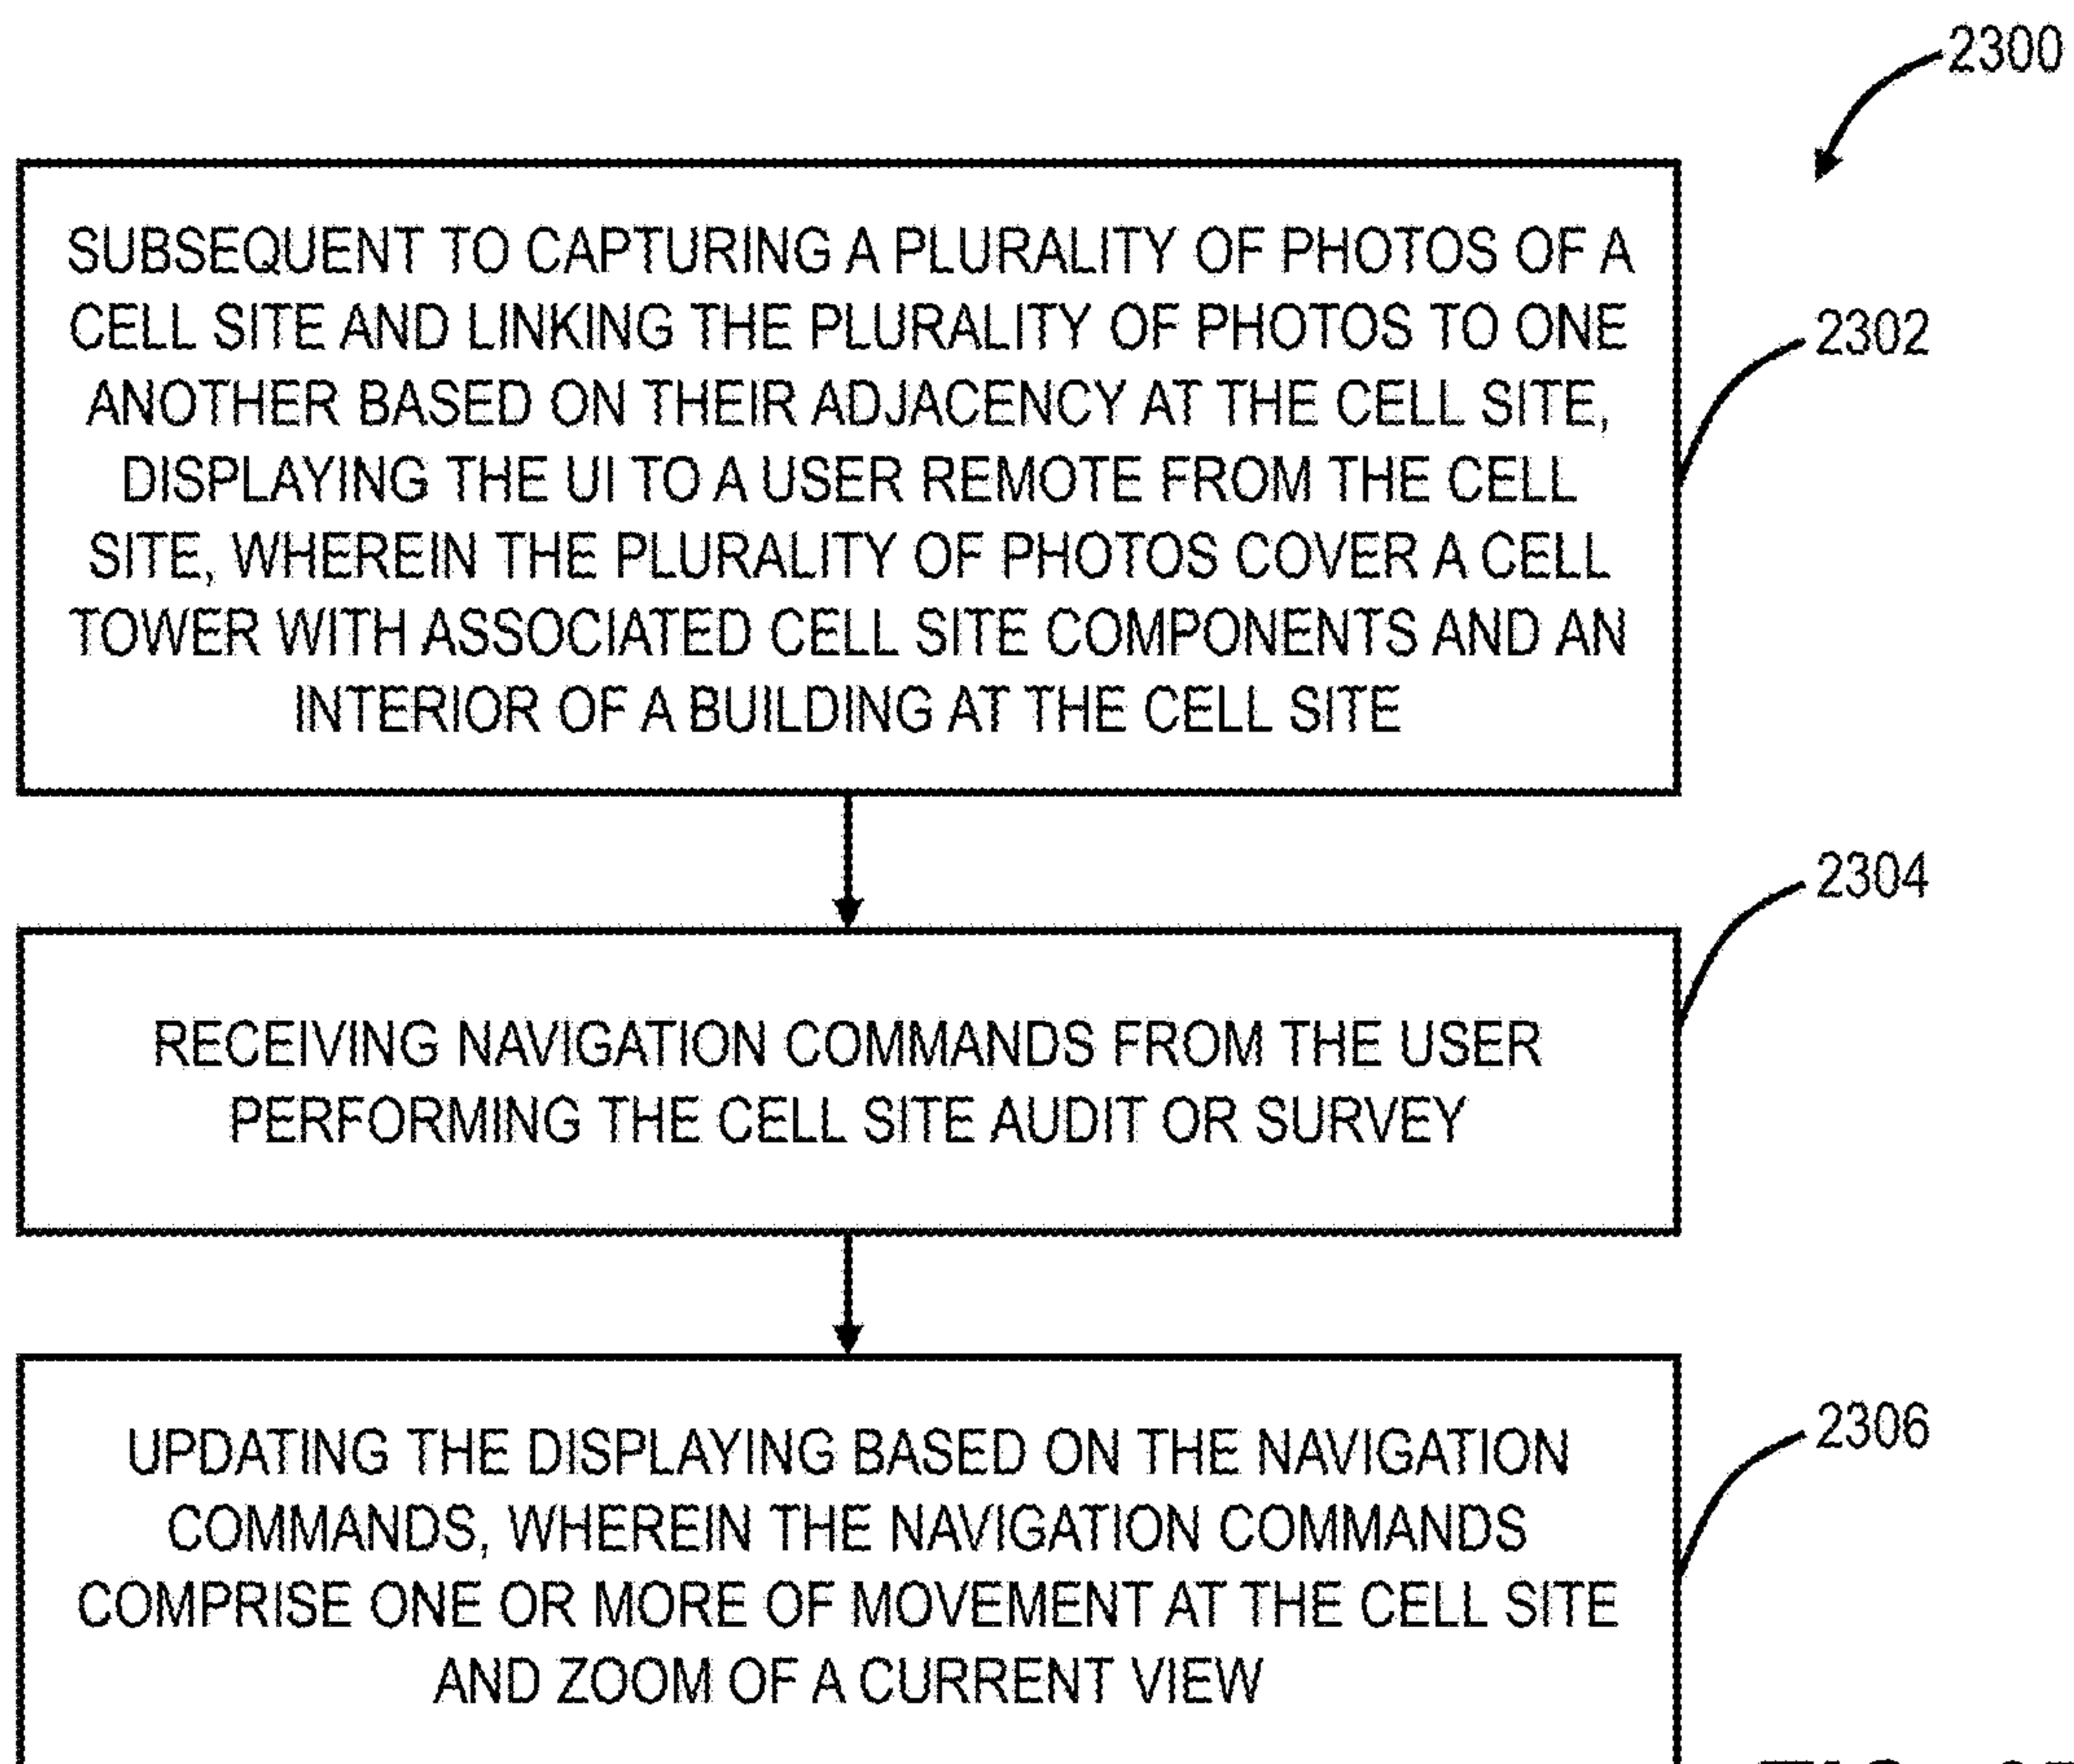 2300
SUBSEQUENT TO CAPTURING A PLURALITY OF PHOTOS OF A
CELL SITE AND LINKING THE PLURALITY OF PHOTOS TO ONE
ANOTHER BASED ON THEIR ADJACENCY AT THE CELL SITE,
DISPLAYING THE UI TO A USER REMOTE FROM THE CELL
SITE, WHEREIN THE PLURALITY OF PHOTOS COVER A CELL
TOWER WITH ASSOCIATED CELL SITE COMPONENTS AND AN
INTERIOR OF A BUILDING AT THE CELL SITE
2302
2304
RECEIVING NAVIGATION COMMANDS FROM THE USER
PERFORMING THE CELL SITE AUDIT OR SURVEY
2306
UPDATING THE DISPLAYING BASED ON THE NAVIGATION
COMMANDS, WHEREIN THE NAVIGATION COMMANDS
COMPRISE ONE OR MORE OF MOVEMENT AT THE CELL SITE
AND ZOOM OF A CURRENT VIEW